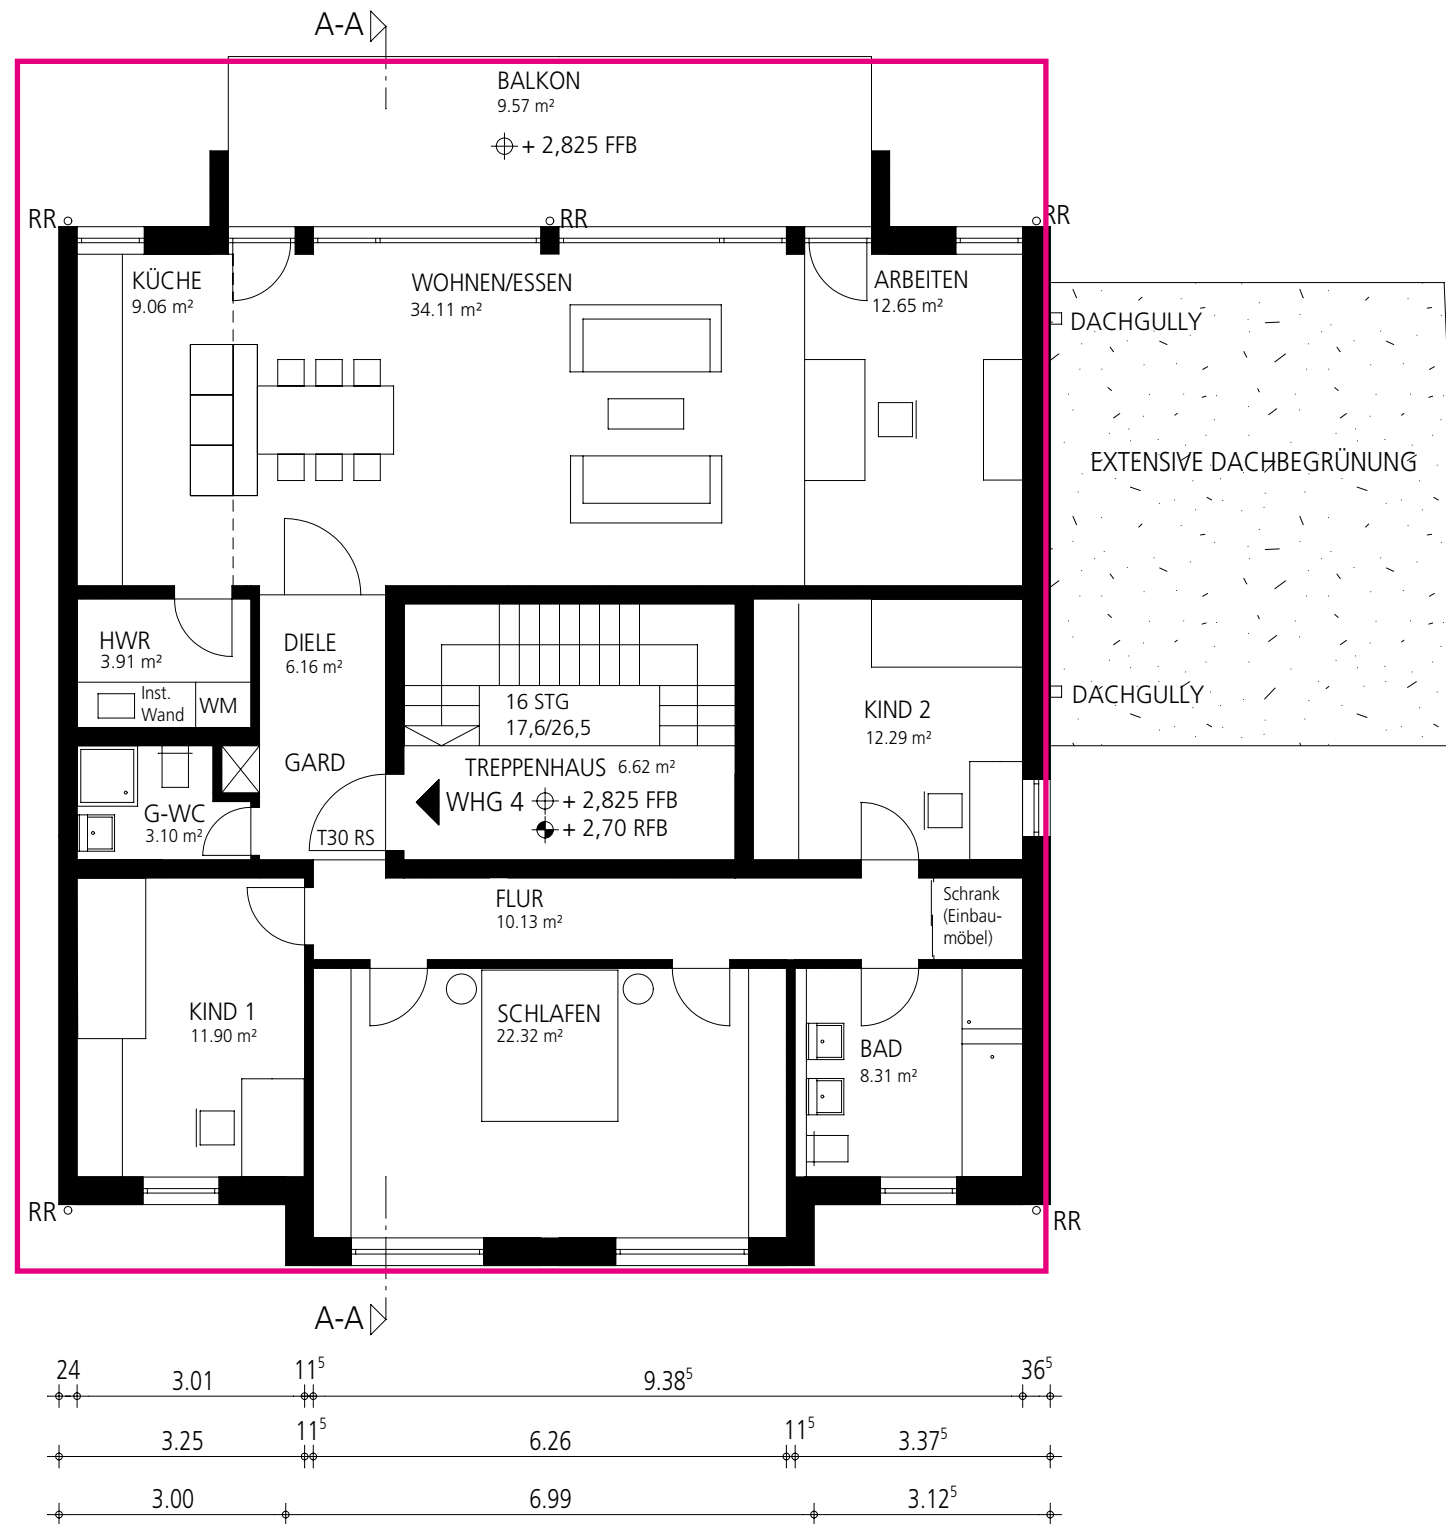 A-A
BALKON
9.57 m²
+ 2,825 FFB
RR
RR
RR
KÜCHE
9.06 m²
WOHNEN/ESSEN
34.11 m²
ARBEITEN
12.65 m²
DACHGULLY
EXTENSIVE DACHBEGRÜNUNG
HWR
3.91 m²
Inst.
Wand
WM
DIELE
6.16 m²
16 STG
17,6/26,5
KIND 2
12.29 m²
DACHGULLY
GARD
TREPPENHAUS 6.62 m²
WHG 4 + 2,825 FFB
+ 2,70 RFB
G-WC
3.10 m²
T30 RS
FLUR
10.13 m²
Schrank
(Einbau-
möbel)
KIND 1
11.90 m²
SCHLAFEN
22.32 m²
BAD
8.31 m²
RR
RR
A-A
24 3.01 11⁵ 9.38⁵ 36⁵
3.25 11⁵ 6.26 11⁵ 3.37⁵
3.00 6.99 3.12⁵